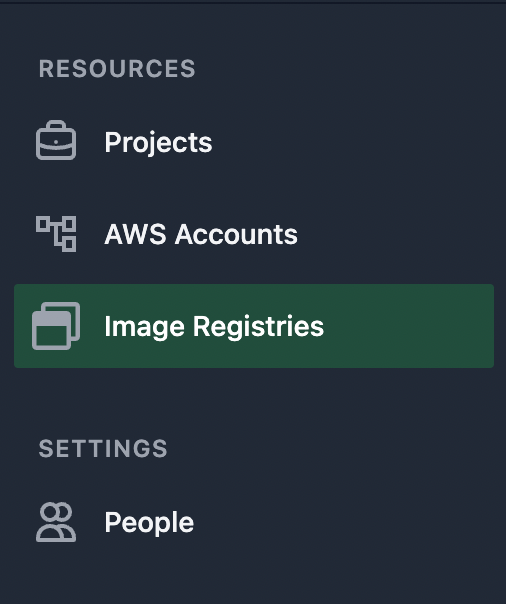 RESOURCES
Projects
AWS Accounts
Image Registries
SETTINGS
People